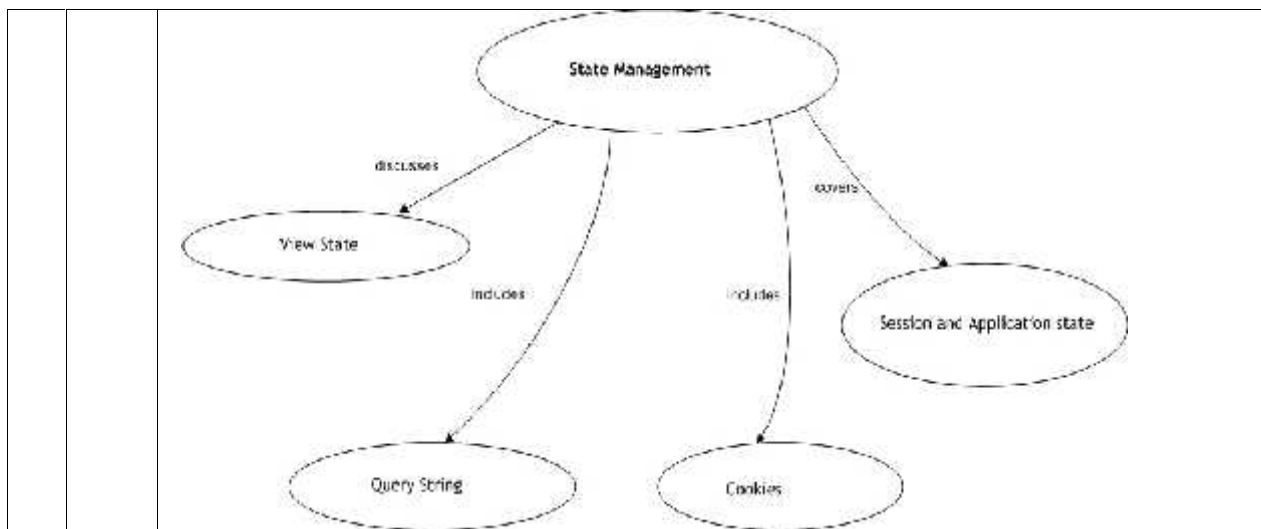 State Management
discusses
covers
View State
includes
includes
Session and Application state
Query String
Cookies